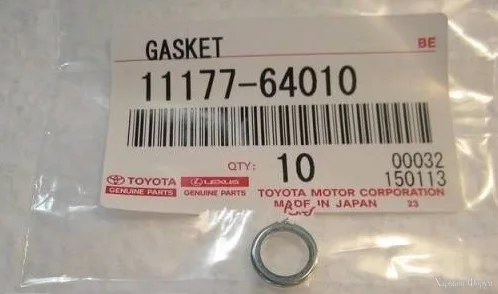 GASKET
BE
11177-64010
QTY: 10
00032
150113
TOYOTA LEXUS
GENUINE PARTS GENUINE PARTS
TOYOTA MOTOR CORPORATION
MADE IN JAPAN 23